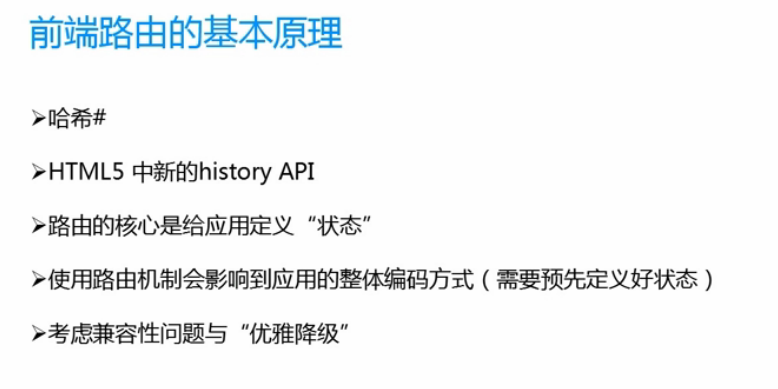 前端路由的基本原理
➢哈希#
➢HTML5 中新的history API
➢路由的核心是给应用定义“状态”
➢使用路由机制会影响到应用的整体编码方式（需要预先定义好状态）
➢考虑兼容性问题与“优雅降级”